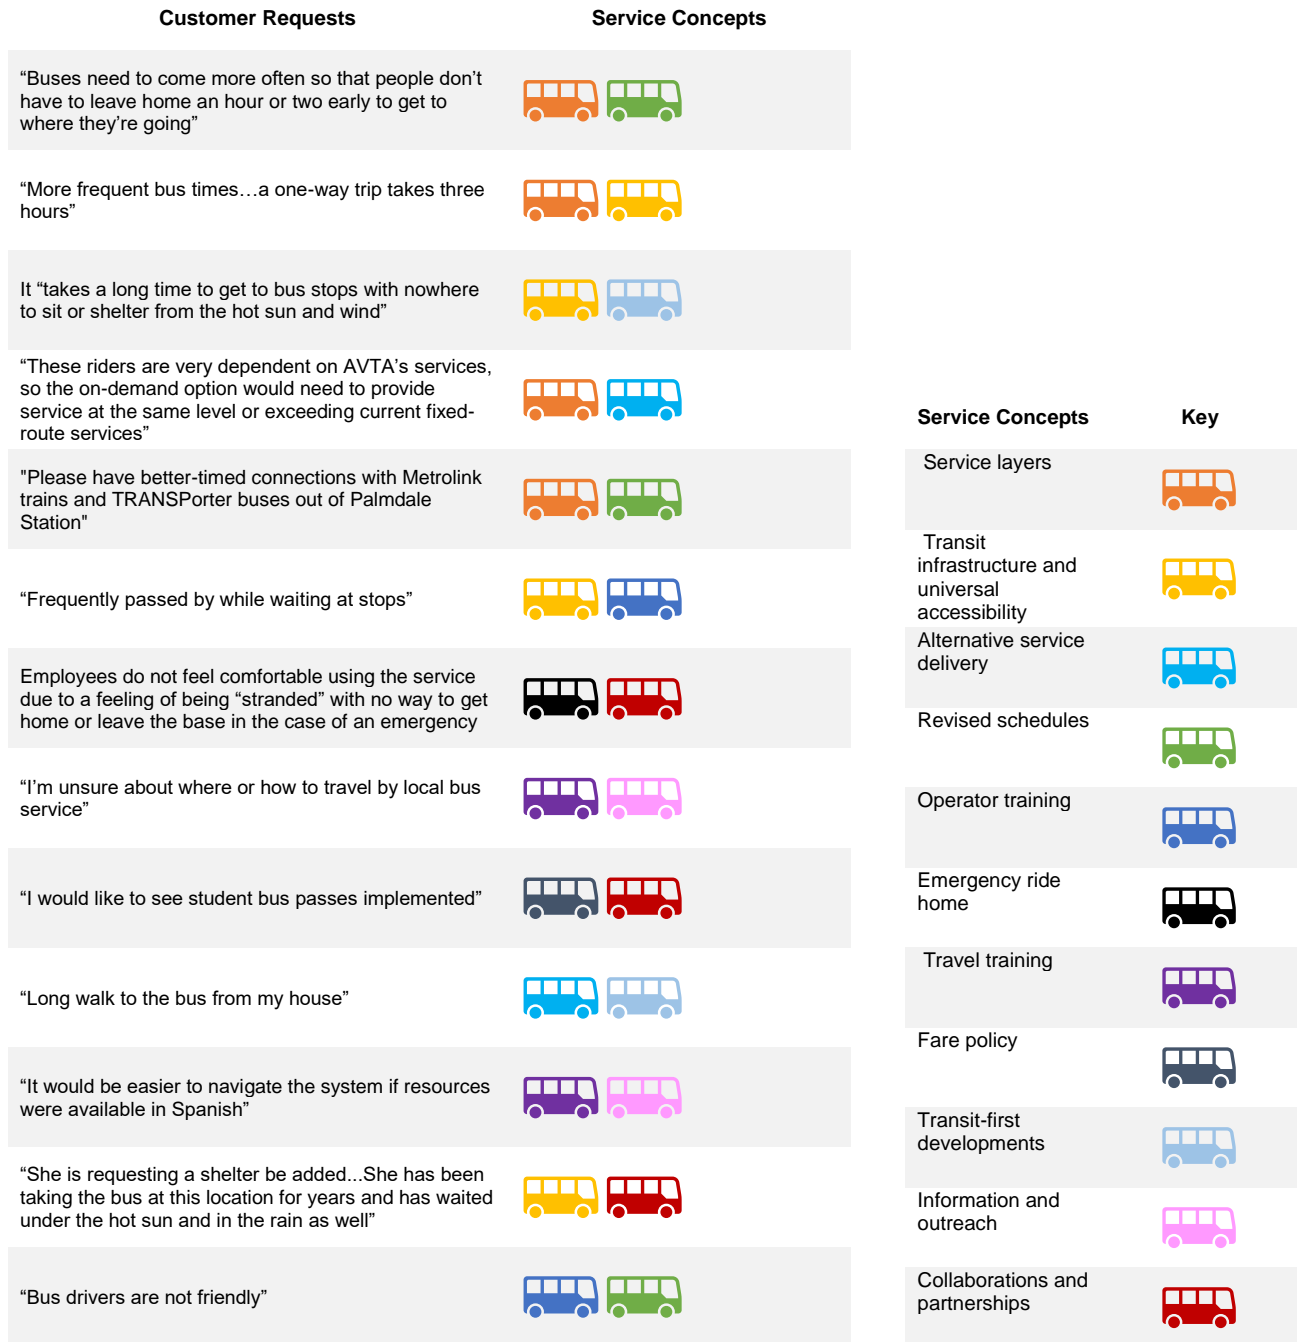 Customer Requests
Service Concepts
“Buses need to come more often so that people don’t
have to leave home an hour or two early to get to
where they’re going”
“More frequent bus times…a one-way trip takes three
hours”
It “takes a long time to get to bus stops with nowhere
to sit or shelter from the hot sun and wind”
“These riders are very dependent on AVTA’s services,
so the on-demand option would need to provide
service at the same level or exceeding current fixed-
route services”
"Please have better-timed connections with Metrolink
trains and TRANSPorter buses out of Palmdale
Station"
“Frequently passed by while waiting at stops”
Employees do not feel comfortable using the service
due to a feeling of being “stranded” with no way to get
home or leave the base in the case of an emergency
“I’m unsure about where or how to travel by local bus
service”
“I would like to see student bus passes implemented”
“Long walk to the bus from my house”
“It would be easier to navigate the system if resources
were available in Spanish”
“She is requesting a shelter be added...She has been
taking the bus at this location for years and has waited
under the hot sun and in the rain as well”
“Bus drivers are not friendly”
Service Concepts
Key
Service layers
Transit
infrastructure and
universal
accessibility
Alternative service
delivery
Revised schedules
Operator training
Emergency ride
home
Travel training
Fare policy
Transit-first
developments
Information and
outreach
Collaborations and
partnerships